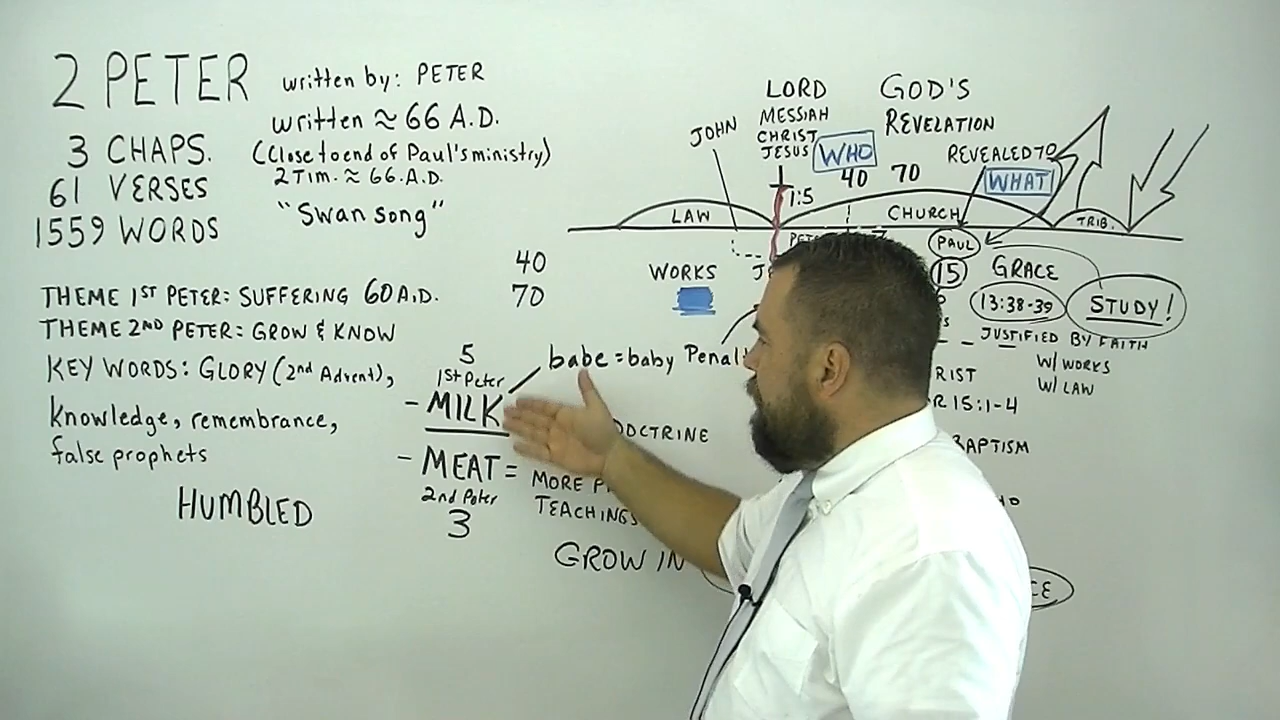 2 PETER
written by: PETER
written ≈ 66 A.D.
(Close to end of Paul's ministry)
2 Tim. ≈ 66.A.D.
"Swan song"
3 CHAPS.
61 VERSES
1559 WORDS
THEME 1ST PETER: SUFFERING 60 A.D.
THEME 2ND PETER: GROW & KNOW
KEY WORDS: GLORY (2nd Advent),
knowledge, remembrance,
false prophets
HUMBLED
40
70
5
1st Peter
- MILK
babe = baby
- MEAT =
2nd Peter
3
MORE
TEACHINGS
GROW IN
LORD
MESSIAH
CHRIST
JESUS
WHO
GOD'S
REVELATION
JOHN
REVEALED TO
WHAT
40 70
1:5
LAW
CHURCH
TRIB.
WORKS
PAUL
15
GRACE
13:38-39
STUDY!
JUSTIFIED BY FAITH
W/ WORKS
W/ LAW
15:1-4